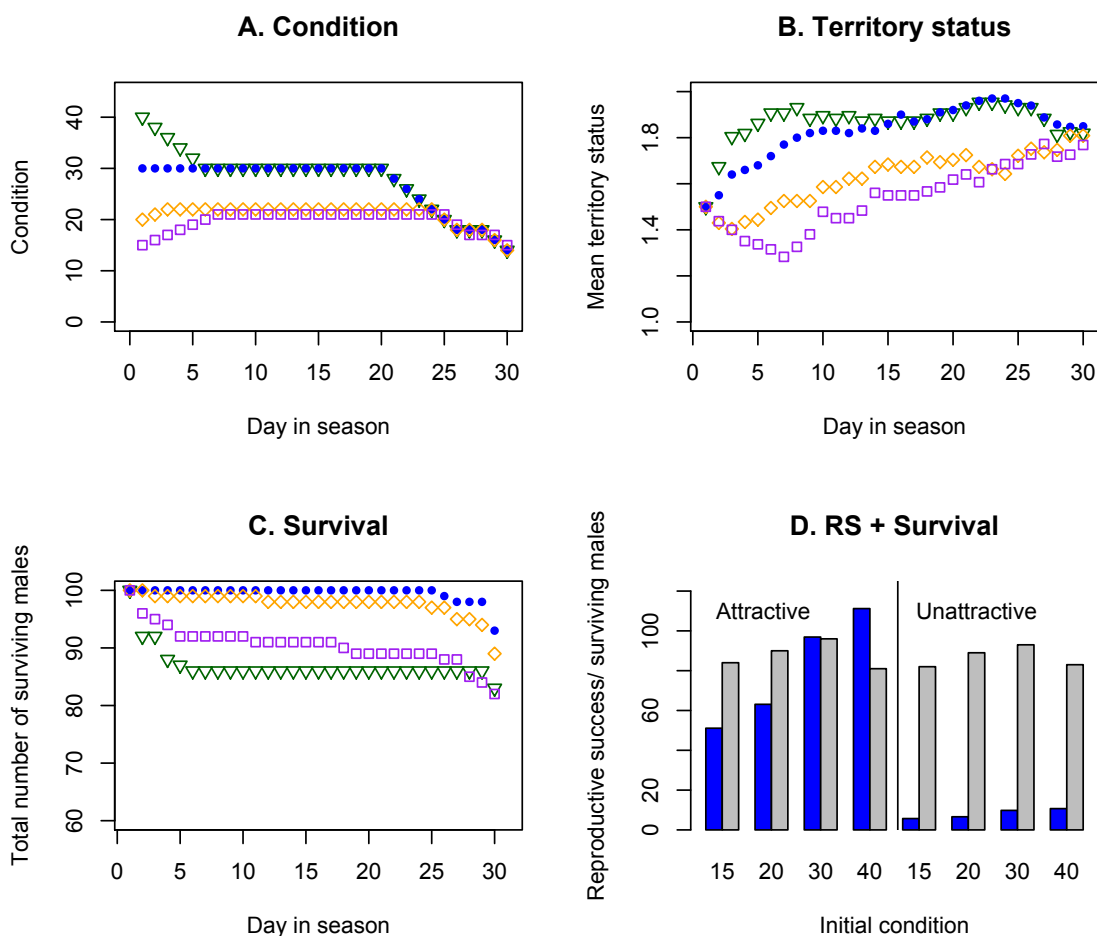 A. Condition
Condition
0 10 20 30 40
0 5 10 15 20 25 30
Day in season
B. Territory status
Mean territory status
1.0 1.4 1.8
0 5 10 15 20 25 30
Day in season
C. Survival
Total number of surviving males
60 70 80 90 100
0 5 10 15 20 25 30
Day in season
D. RS + Survival
Reproductive success/ surviving males
0 20 60 100
Attractive Unattractive
15 20 30 40 15 20 30 40
Initial condition